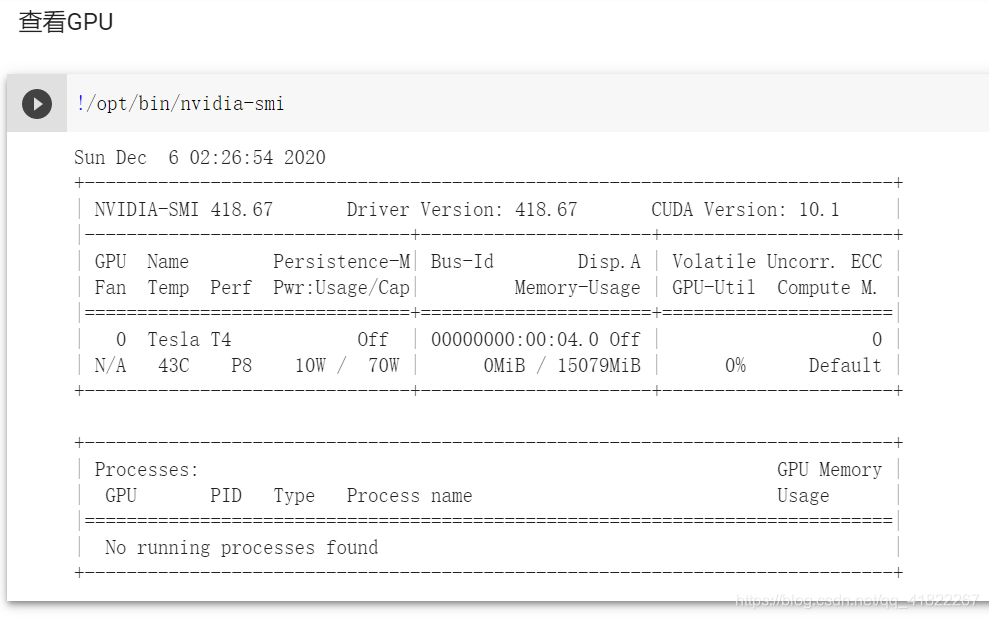 查看GPU
!/opt/bin/nvidia-smi
Sun Dec  6 02:26:54 2020
+-----------------------------------------------------------------------------+
| NVIDIA-SMI 418.67       Driver Version: 418.67       CUDA Version: 10.1     |
|-------------------------------+----------------------+----------------------+
| GPU  Name        Persistence-M| Bus-Id        Disp.A | Volatile Uncorr. ECC |
| Fan  Temp  Perf  Pwr:Usage/Cap|         Memory-Usage | GPU-Util  Compute M. |
|===============================+======================+======================|
|   0  Tesla T4            Off  | 00000000:00:04.0 Off |                    0 |
| N/A   43C    P8    10W /  70W |      0MiB / 15079MiB |      0%      Default |
+-------------------------------+----------------------+----------------------+
+-----------------------------------------------------------------------------+
| Processes:                                                       GPU Memory |
|  GPU       PID   Type   Process name                             Usage      |
|=============================================================================|
|  No running processes found                                                 |
+-----------------------------------------------------------------------------+
https://blog.csdn.net/qq_41822267